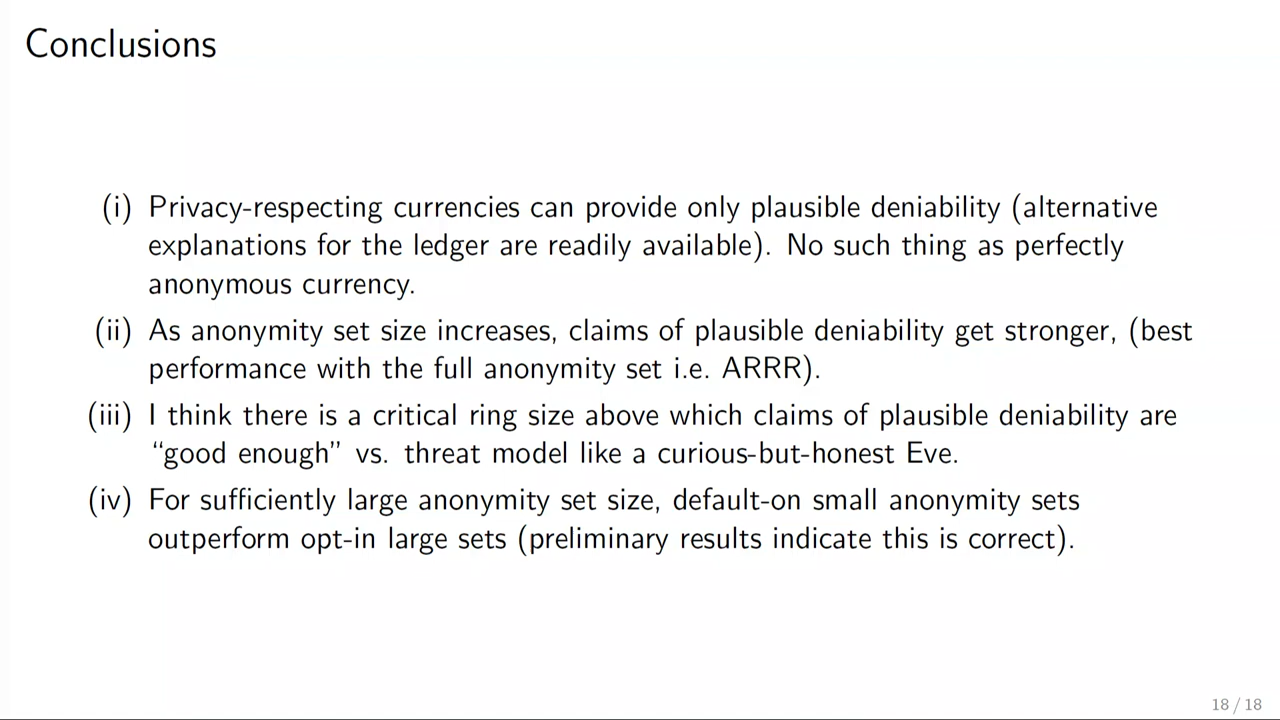 Conclusions
(i) Privacy-respecting currencies can provide only plausible deniability (alternative
explanations for the ledger are readily available). No such thing as perfectly
anonymous currency.
(ii) As anonymity set size increases, claims of plausible deniability get stronger, (best
performance with the full anonymity set i.e. ARRR).
(iii) I think there is a critical ring size above which claims of plausible deniability are
“good enough” vs. threat model like a curious-but-honest Eve.
(iv) For sufficiently large anonymity set size, default-on small anonymity sets
outperform opt-in large sets (preliminary results indicate this is correct).
18 / 18